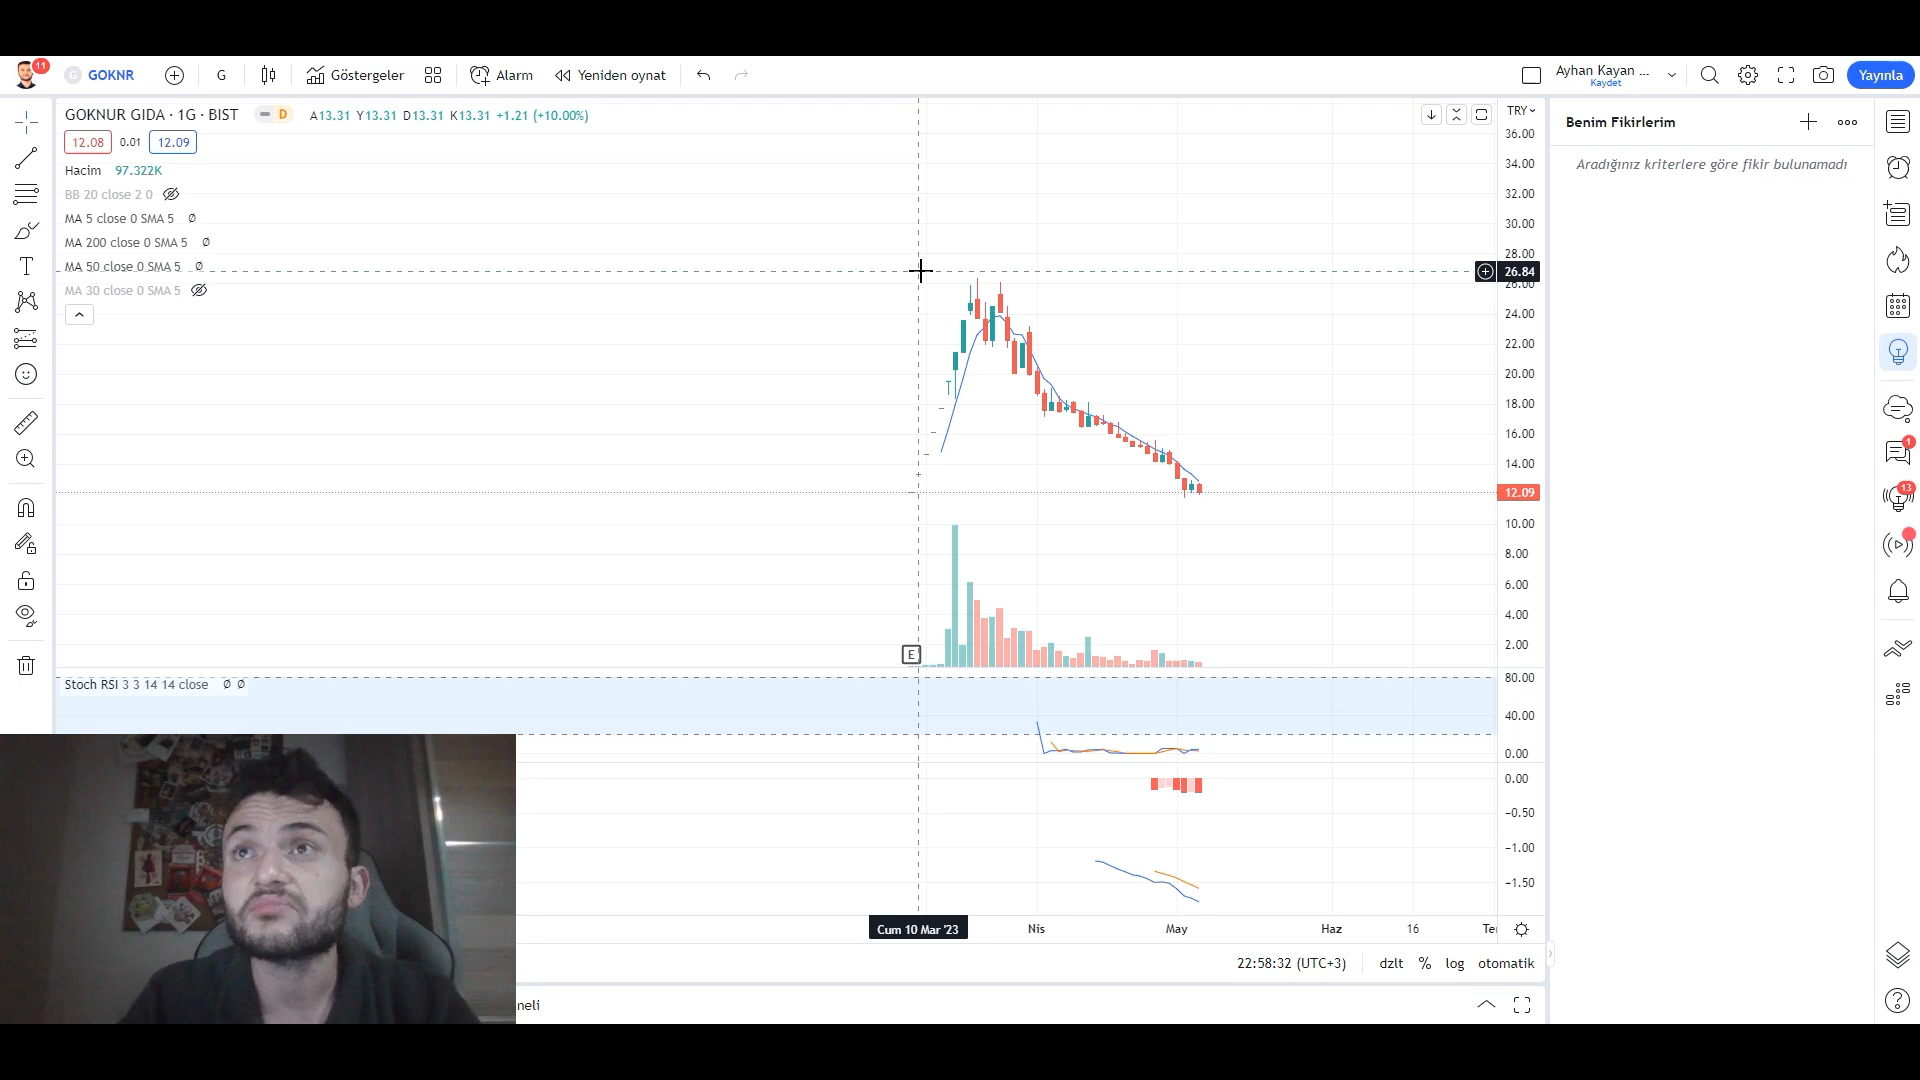 11
GOKNR
G
Göstergeler
Alarm
Yeniden oynat
Ayhan Kayan ...
Kaydet
Yayınla
GOKNUR GIDA · 1G · BIST
D
A13.31 Y13.31 D13.31 K13.31 +1.21 (+10.00%)
12.08
0.01
12.09
Hacim 97.322K
BB 20 close 2 0
MA 5 close 0 SMA 5 Ø
MA 200 close 0 SMA 5 Ø
MA 50 close 0 SMA 5 Ø
MA 30 close 0 SMA 5
TRY
36.00
34.00
32.00
30.00
28.00
26.84
26.00
24.00
22.00
20.00
18.00
16.00
14.00
12.09
10.00
8.00
6.00
4.00
2.00
E
Stoch RSI 3 3 14 14 close Ø Ø
80.00
40.00
0.00
0.00
−0.50
−1.00
−1.50
Cum 10 Mar '23
Nis
May
Haz
16
Te
22:58:32 (UTC+3)
dzlt
%
log
otomatik
neli
Benim Fikirlerim
Aradığınız kriterlere göre fikir bulunamadı
1
13